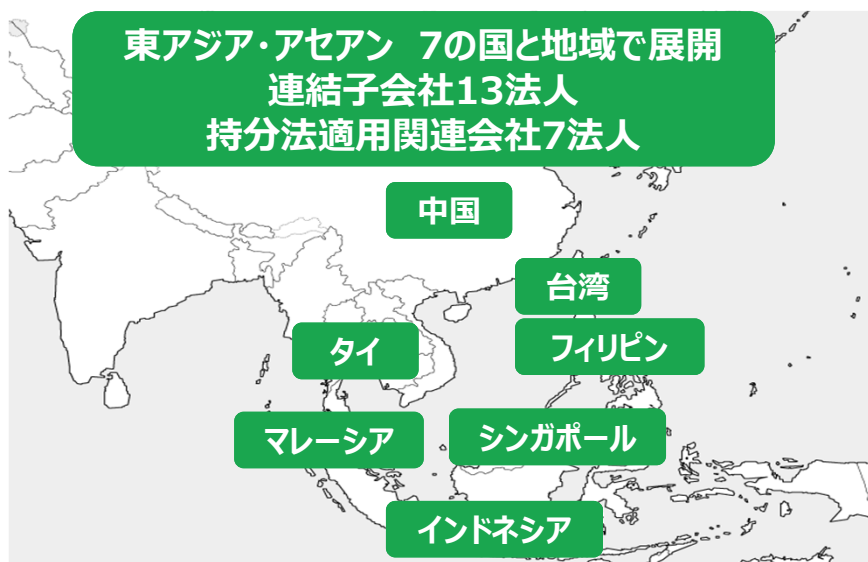 東アジア・アセアン 7の国と地域で展開
連結子会社13法人
持分法適用関連会社7法人
中国
台湾
タイ
フィリピン
マレーシア
シンガポール
インドネシア